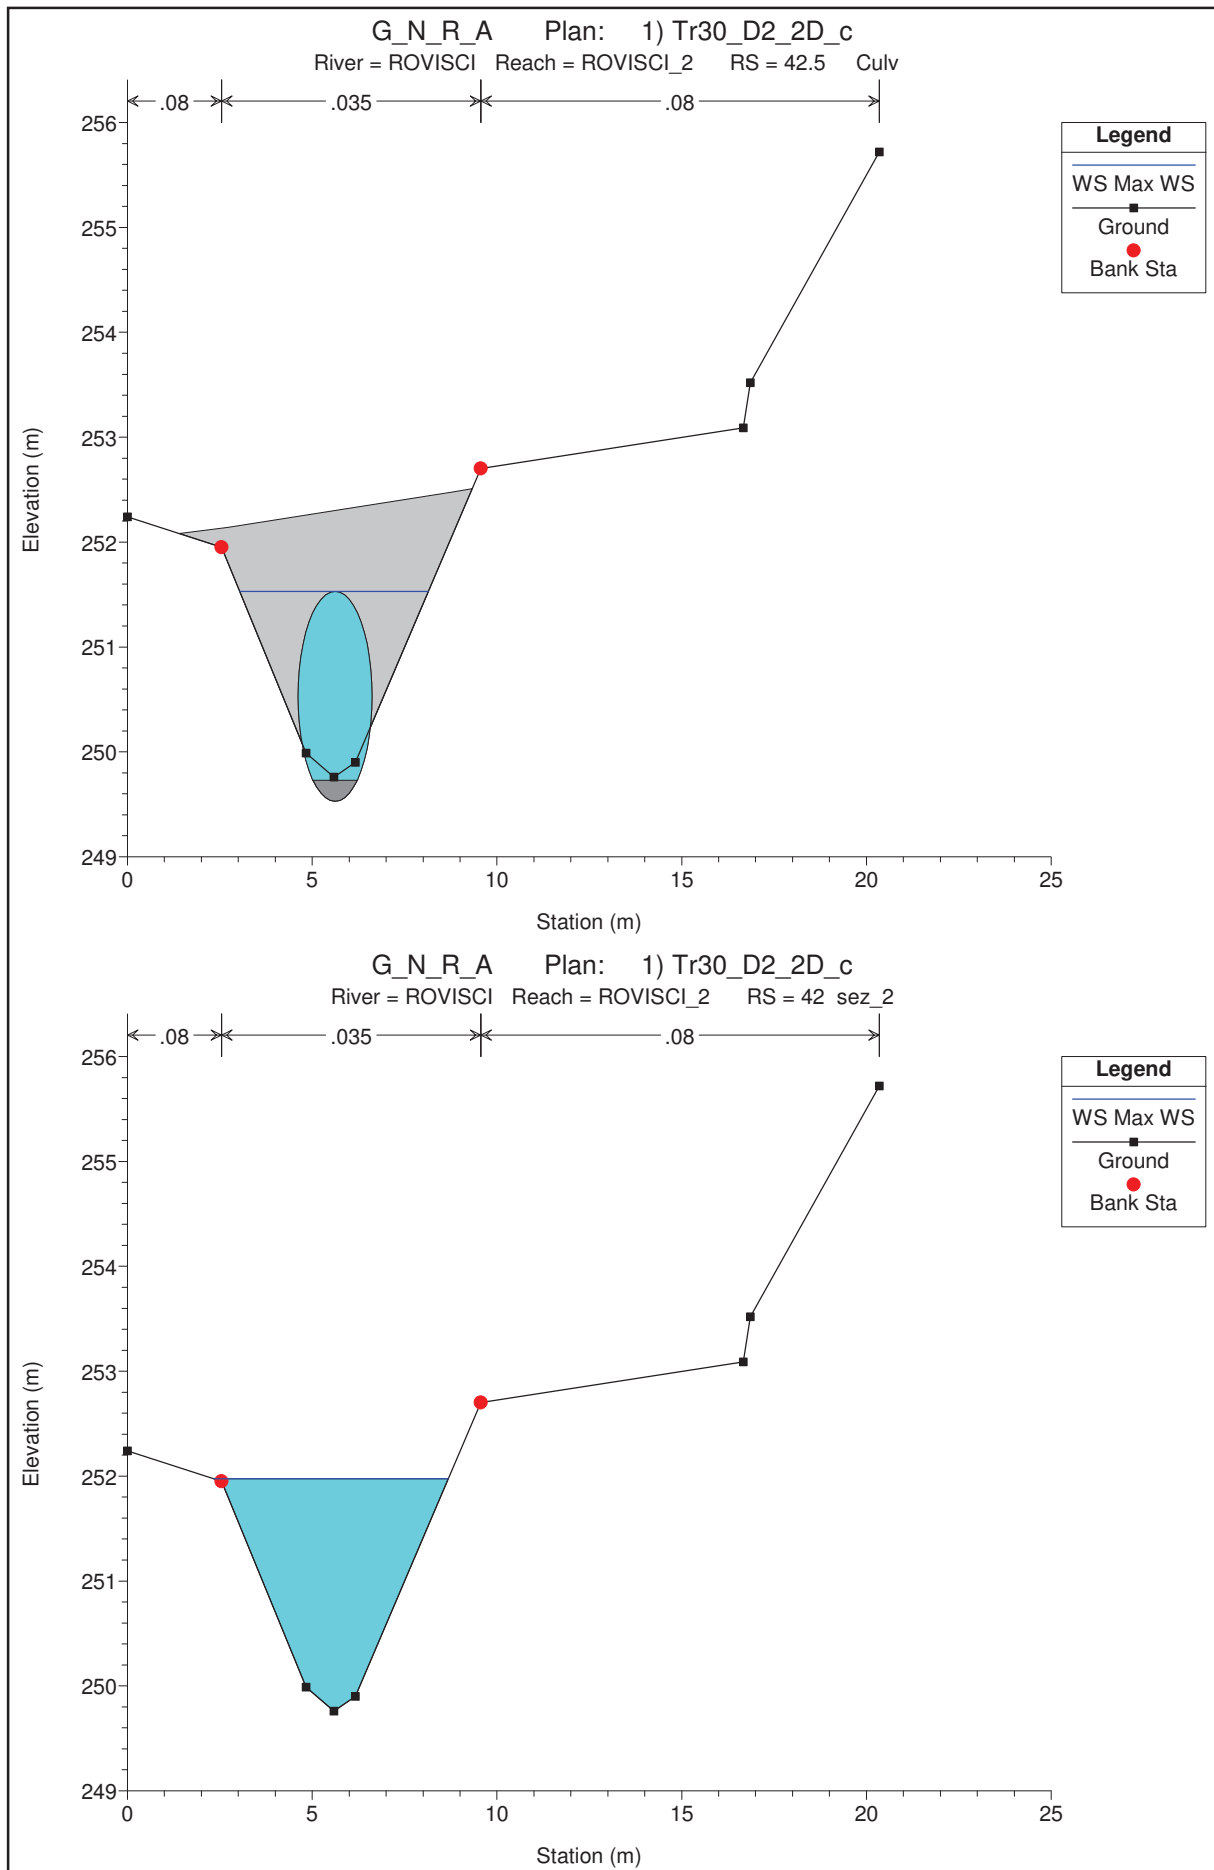 G_N_R_A Plan: 1) Tr30_D2_2D_c
River = ROVISCI Reach = ROVISCI_2 RS = 42.5 Culv
.08 .035 .08
Legend
WS Max WS
Ground
Bank Sta
256
255
254
253
252
251
250
249
Elevation (m)
0 5 10 15 20 25
Station (m)
G_N_R_A Plan: 1) Tr30_D2_2D_c
River = ROVISCI Reach = ROVISCI_2 RS = 42 sez_2
.08 .035 .08
Legend
WS Max WS
Ground
Bank Sta
256
255
254
253
252
251
250
249
Elevation (m)
0 5 10 15 20 25
Station (m)